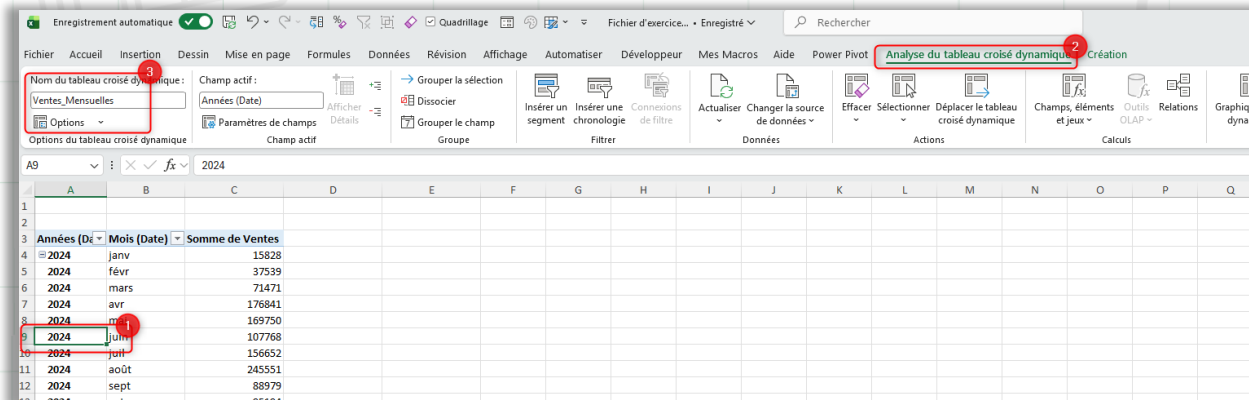 Enregistrement automatique Quadrillage Fichier d'exercice... • Enregistré Rechercher
Fichier Accueil Insertion Dessin Mise en page Formules Données Révision Affichage Automatiser Développeur Mes Macros Aide Power Pivot Analyse du tableau croisé dynamique 2 Création
Nom du tableau croisé dynamique : 3 Champ actif : Grouper la sélection
Ventes_Mensuelles Années (Date) Dissocier
Options Paramètres de champs Grouper le champ
Afficher Détails
Insérer un segment Insérer une chronologie Connexions de filtre
Actualiser Changer la source de données
Effacer Sélectionner Déplacer le tableau croisé dynamique
Champs, éléments et jeux Outils OLAP Relations
Options du tableau croisé dynamique Champ actif Groupe Filtrer Données Actions Calculs
A9 fx 2024
A B C D E F G H I J K L M N O P Q
1
2
3 Années (Da Mois (Date) Somme de Ventes
4 2024 janv 15828
5 2024 févr 37539
6 2024 mars 71471
7 2024 avr 176841
8 2024 169750
1
9 2024 juin 107768
10 2024 juil 156652
11 2024 août 245551
12 2024 sept 88979